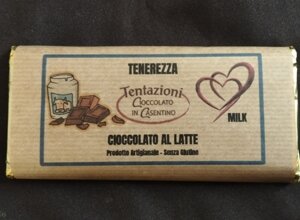 TENEREZZA
Tentazioni
CIOCCOLATO
IN CASENTINO
MILK
CIOCCOLATO AL LATTE
Prodotto Artigianale - Senza Glutine